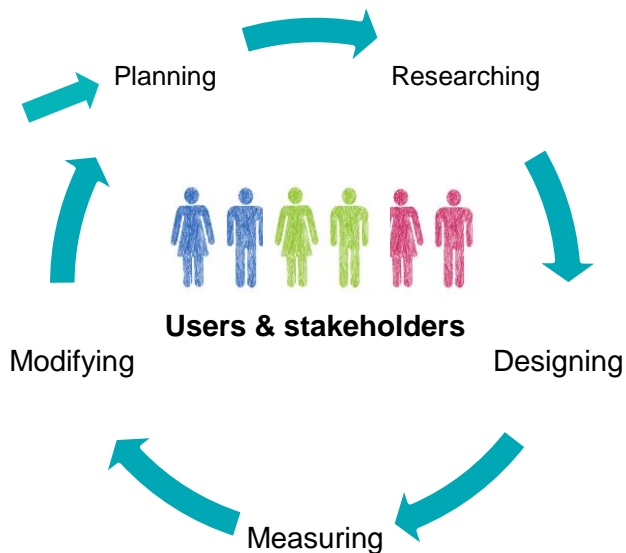 Planning
Researching
Users & stakeholders
Modifying
Designing
Measuring